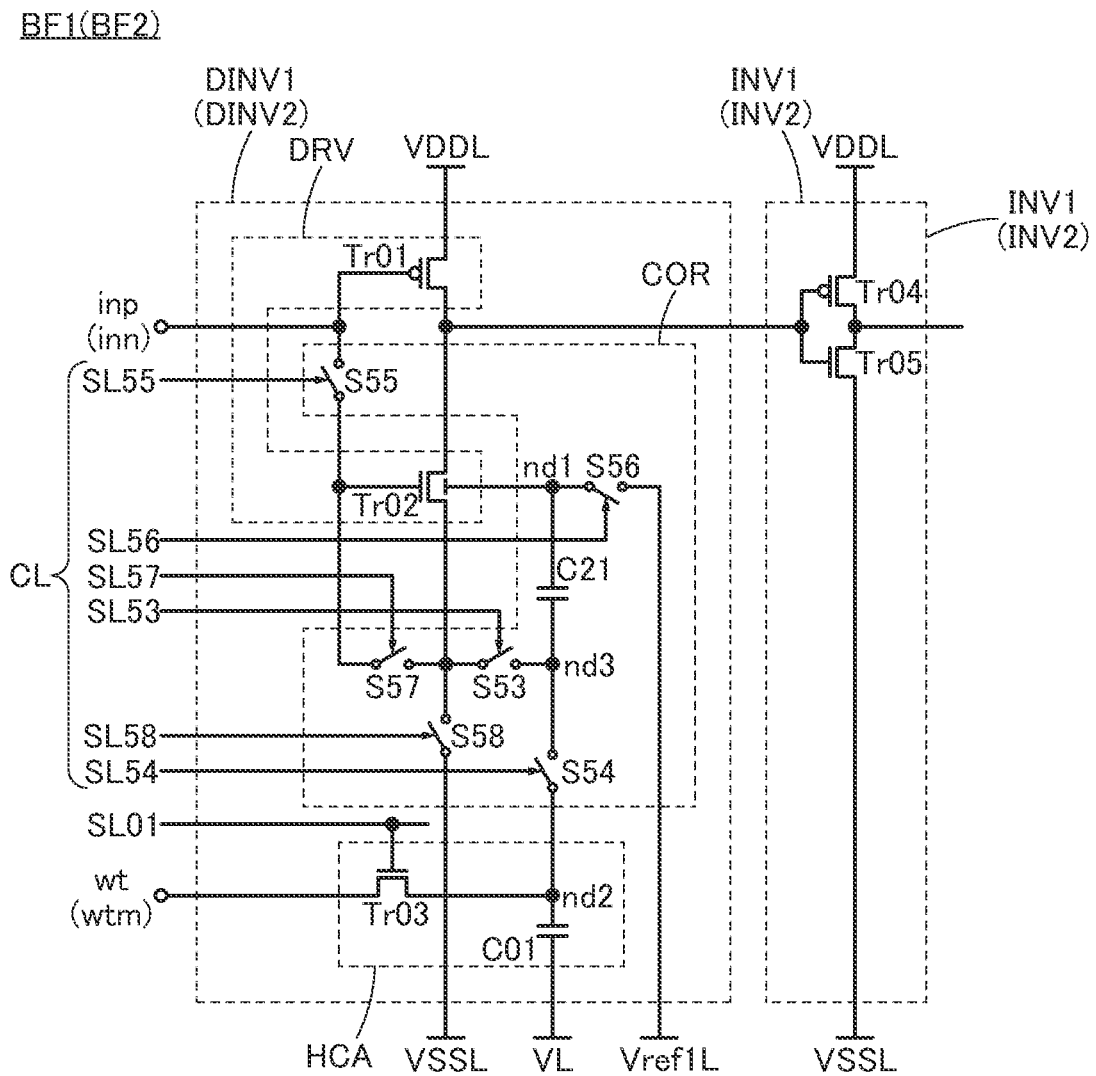 BF1(BF2)
DINV1
(DINV2)
DRV
VDDL
INV1
(INV2)
VDDL
INV1
(INV2)
Tr01
COR
Tr04
inp
(inn)
Tr05
SL55
S55
nd1
S56
Tr02
SL56
CL
SL57
C21
SL53
S57
S53
nd3
SL58
S58
SL54
S54
SL01
wt
(wtm)
Tr03
nd2
C01
HCA
VSSL
VL
Vref1L
VSSL